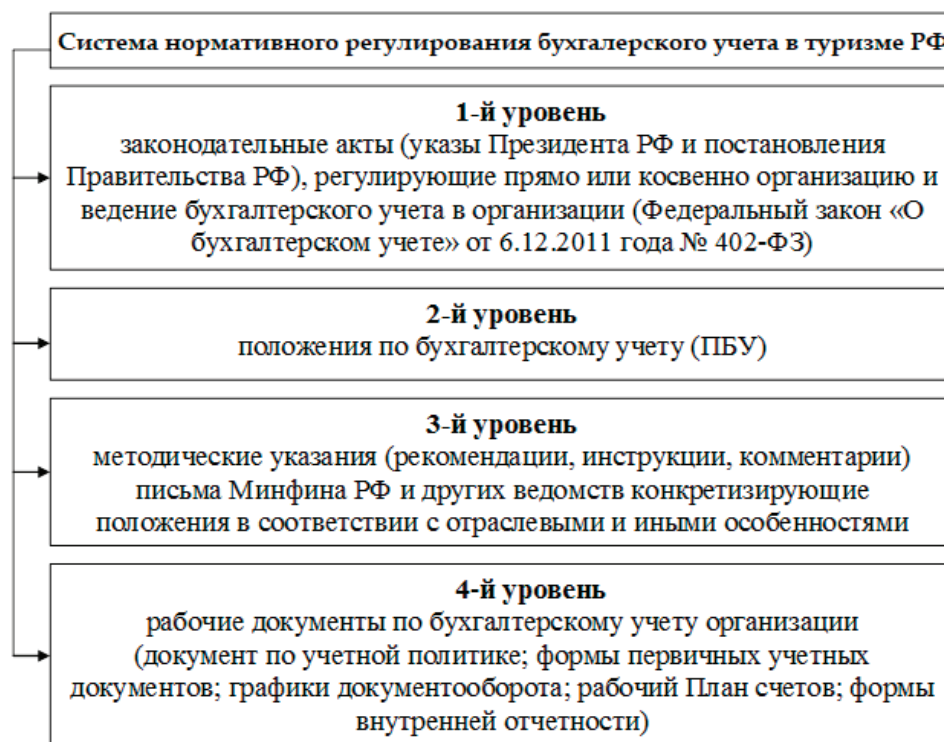 Система нормативного регулирования бухгалерского учета в туризме РФ
1-й уровень
законодательные акты (указы Президента РФ и постановления
Правительства РФ), регулирующие прямо или косвенно организацию и
ведение бухгалтерского учета в организации (Федеральный закон «О
бухгалтерском учете» от 6.12.2011 года № 402-ФЗ)
2-й уровень
положения по бухгалтерскому учету (ПБУ)
3-й уровень
методические указания (рекомендации, инструкции, комментарии)
письма Минфина РФ и других ведомств конкретизирующие
положения в соответствии с отраслевыми и иными особенностями
4-й уровень
рабочие документы по бухгалтерскому учету организации
(документ по учетной политике; формы первичных учетных
документов; графики документооборота; рабочий План счетов; формы
внутренней отчетности)